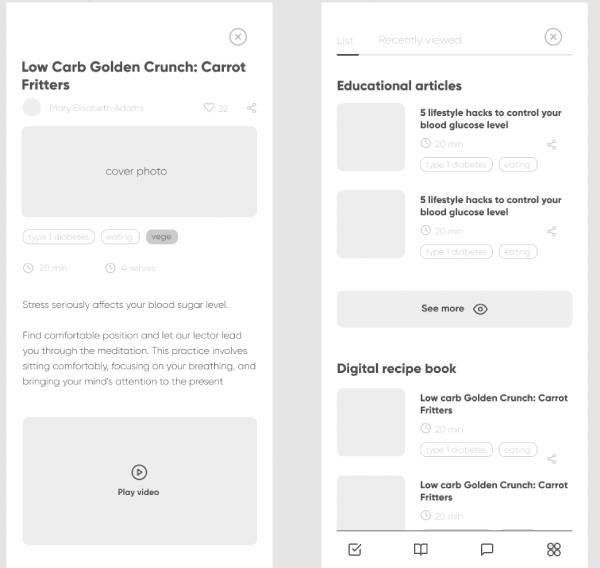 Low Carb Golden Crunch: Carrot
Fritters
Mary Elisabeth Adams
22
cover photo
type 1 diabetes
eating
vege
20 min
4 serves
Stress seriously affects your blood sugar level.
Find comfortable position and let our lector lead
you through the meditation. This practice involves
sitting comfortably, focusing on your breathing, and
bringing your mind's attention to the present
Play video
List
Recently viewed
Educational articles
5 lifestyle hacks to control your
blood glucose level
20 min
type 1 diabetes
eating
5 lifestyle hacks to control your
blood glucose level
20 min
type 1 diabetes
eating
See more
Digital recipe book
Low carb Golden Crunch: Carrot
Fritters
20 min
type 1 diabetes
eating
Low carb Golden Crunch: Carrot
Fritters
20 min